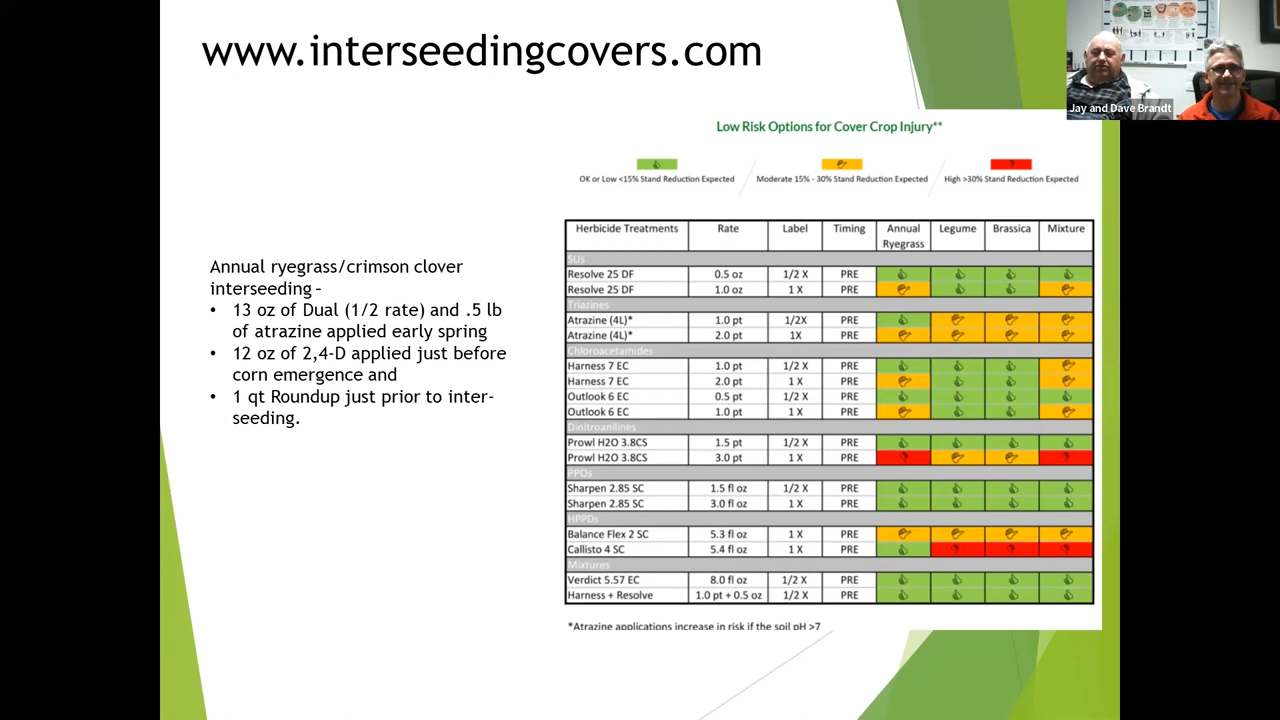 www.interseedingcovers.com
Jay and Dave Brandt
Annual ryegrass/crimson clover
interseeding –
• 13 oz of Dual (1/2 rate) and .5 lb
of atrazine applied early spring
• 12 oz of 2,4-D applied just before
corn emergence and
• 1 qt Roundup just prior to inter-
seeding.
Low Risk Options for Cover Crop Injury**
OK or Low <15% Stand Reduction Expected Moderate 15% - 30% Stand Reduction Expected High >30% Stand Reduction Expected
Herbicide Treatments Rate Label Timing Annual Ryegrass Legume Brassica Mixture
SUs
Resolve 25 DF 0.5 oz 1/2 X PRE
Resolve 25 DF 1.0 oz 1 X PRE
Triazines
Atrazine (4L)* 1.0 pt 1/2X PRE
Atrazine (4L)* 2.0 pt 1X PRE
Chloroacetamides
Harness 7 EC 1.0 pt 1/2 X PRE
Harness 7 EC 2.0 pt 1 X PRE
Outlook 6 EC 0.5 pt 1/2 X PRE
Outlook 6 EC 1.0 pt 1 X PRE
Dinitroanilines
Prowl H2O 3.8CS 1.5 pt 1/2 X PRE
Prowl H2O 3.8CS 3.0 pt 1 X PRE
PPOs
Sharpen 2.85 SC 1.5 fl oz 1/2 X PRE
Sharpen 2.85 SC 3.0 fl oz 1 X PRE
HPPDs
Balance Flex 2 SC 5.3 fl oz 1 X PRE
Callisto 4 SC 5.4 fl oz 1 X PRE
Mixtures
Verdict 5.57 EC 8.0 fl oz 1/2 X PRE
Harness + Resolve 1.0 pt + 0.5 oz 1/2 X PRE
*Atrazine applications increase in risk if the soil pH >7